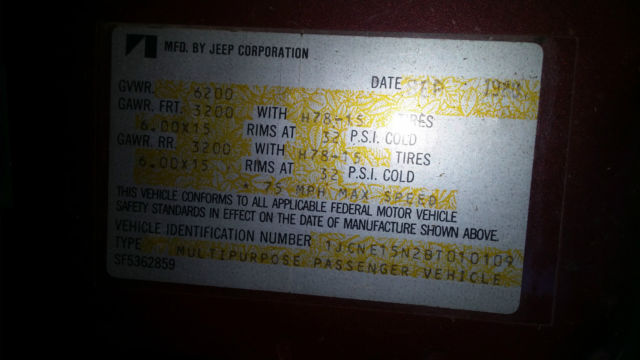 MFD. BY JEEP CORPORATION
DATE SEP
GVWR. 6200
GAWR. FRT. 3200 WITH H78-15 TIRES
6.00X15 RIMS AT 32 P.S.I. COLD
GAWR. RR. 3200 WITH H78-15 TIRES
6.00X15 RIMS AT 32 P.S.I. COLD
* 75 MPH MAX SPEED
THIS VEHICLE CONFORMS TO ALL APPLICABLE FEDERAL MOTOR VEHICLE
SAFETY STANDARDS IN EFFECT ON THE DATE OF MANUFACTURE SHOWN ABOVE.
VEHICLE IDENTIFICATION NUMBER 1JCNE15N2BT010109
TYPE MULTIPURPOSE PASSENGER VEHICLE
SF5362859